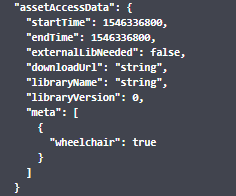 "assetAccessData": {
  "startTime": 1546336800,
  "endTime": 1546336800,
  "externalLibNeeded": false,
  "downloadUrl": "string",
  "libraryName": "string",
  "libraryVersion": 0,
  "meta": [
    {
      "wheelchair": true
    }
  ]
}